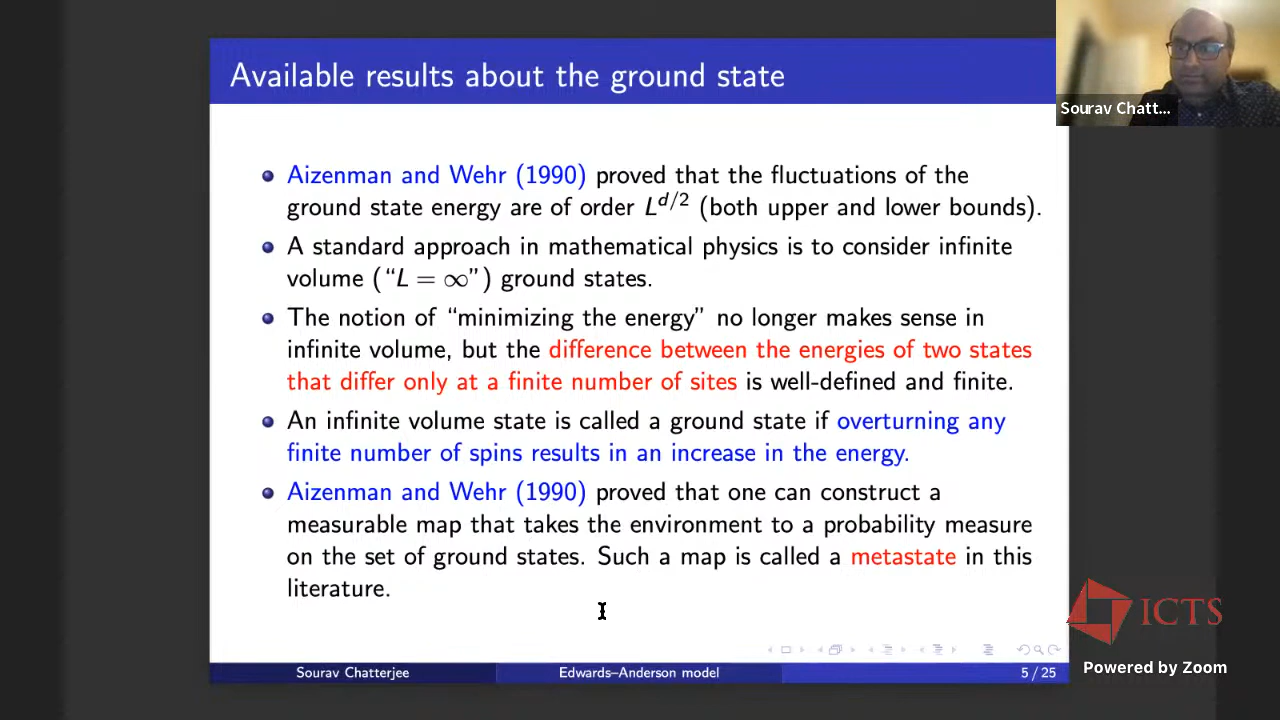 Available results about the ground state
Sourav Chatt...
Aizenman and Wehr (1990) proved that the fluctuations of the
ground state energy are of order L^{d/2} (both upper and lower bounds).
A standard approach in mathematical physics is to consider infinite
volume (“L = ∞”) ground states.
The notion of “minimizing the energy” no longer makes sense in
infinite volume, but the difference between the energies of two states
that differ only at a finite number of sites is well-defined and finite.
An infinite volume state is called a ground state if overturning any
finite number of spins results in an increase in the energy.
Aizenman and Wehr (1990) proved that one can construct a
measurable map that takes the environment to a probability measure
on the set of ground states. Such a map is called a metastate in this
literature.
ICTS
Powered by Zoom
Sourav Chatterjee
Edwards–Anderson model
5 / 25